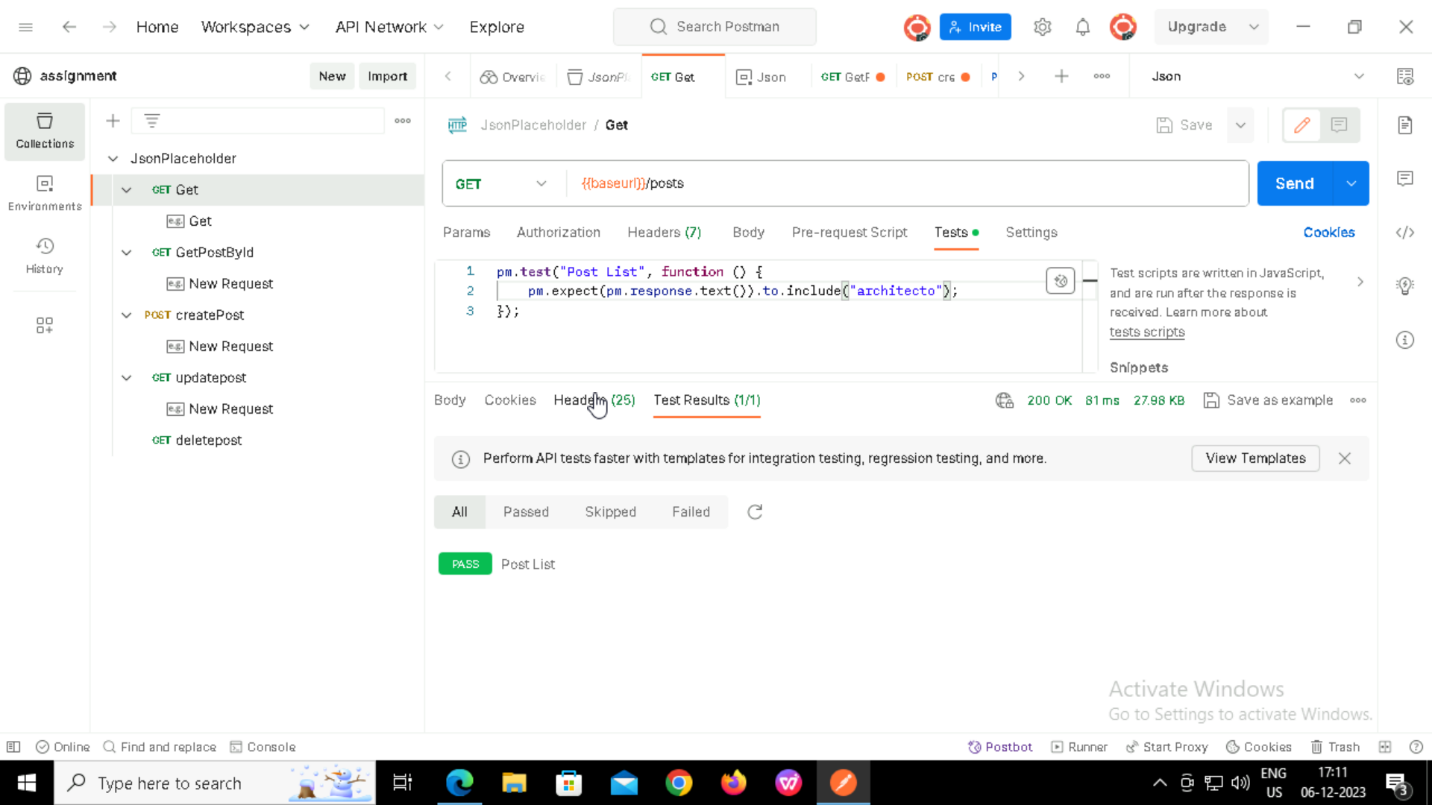 Home
Workspaces
API Network
Explore
Search Postman
Invite
Upgrade
assignment
New
Import
Overvie
JsonPl
GET Get
Json
GET GetF
POST cre
Json
Collections
Environments
History
JsonPlaceholder
GET Get
e.g. Get
GET GetPostById
e.g. New Request
POST createPost
e.g. New Request
GET updatepost
e.g. New Request
GET deletepost
HTTP JsonPlaceholder / Get
Save
GET
{{baseurl}}/posts
Send
Params
Authorization
Headers (7)
Body
Pre-request Script
Tests
Settings
Cookies
1 pm.test("Post List", function () {
2 pm.expect(pm.response.text()).to.include("architecto");
3 });
Test scripts are written in JavaScript,
and are run after the response is
received. Learn more about
tests scripts
Snippets
Body
Cookies
Headers (25)
Test Results (1/1)
200 OK
81 ms
27.98 KB
Save as example
Perform API tests faster with templates for integration testing, regression testing, and more.
View Templates
All
Passed
Skipped
Failed
PASS
Post List
Activate Windows
Go to Settings to activate Windows.
Online
Find and replace
Console
Postbot
Runner
Start Proxy
Cookies
Trash
Type here to search
ENG
US
17:11
06-12-2023
3